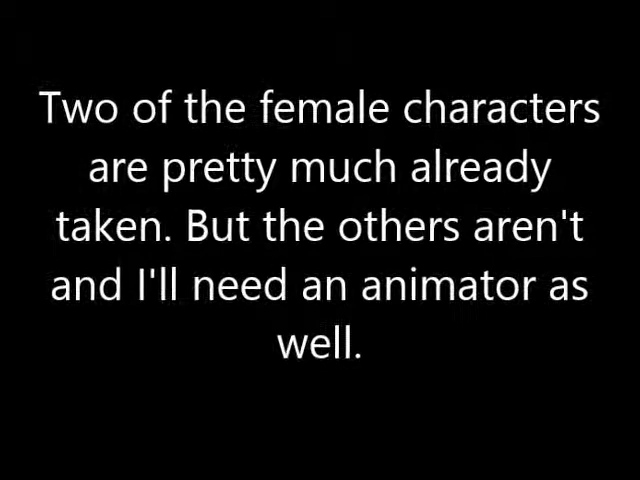 Two of the female characters
are pretty much already
taken. But the others aren't
and I'll need an animator as
well.